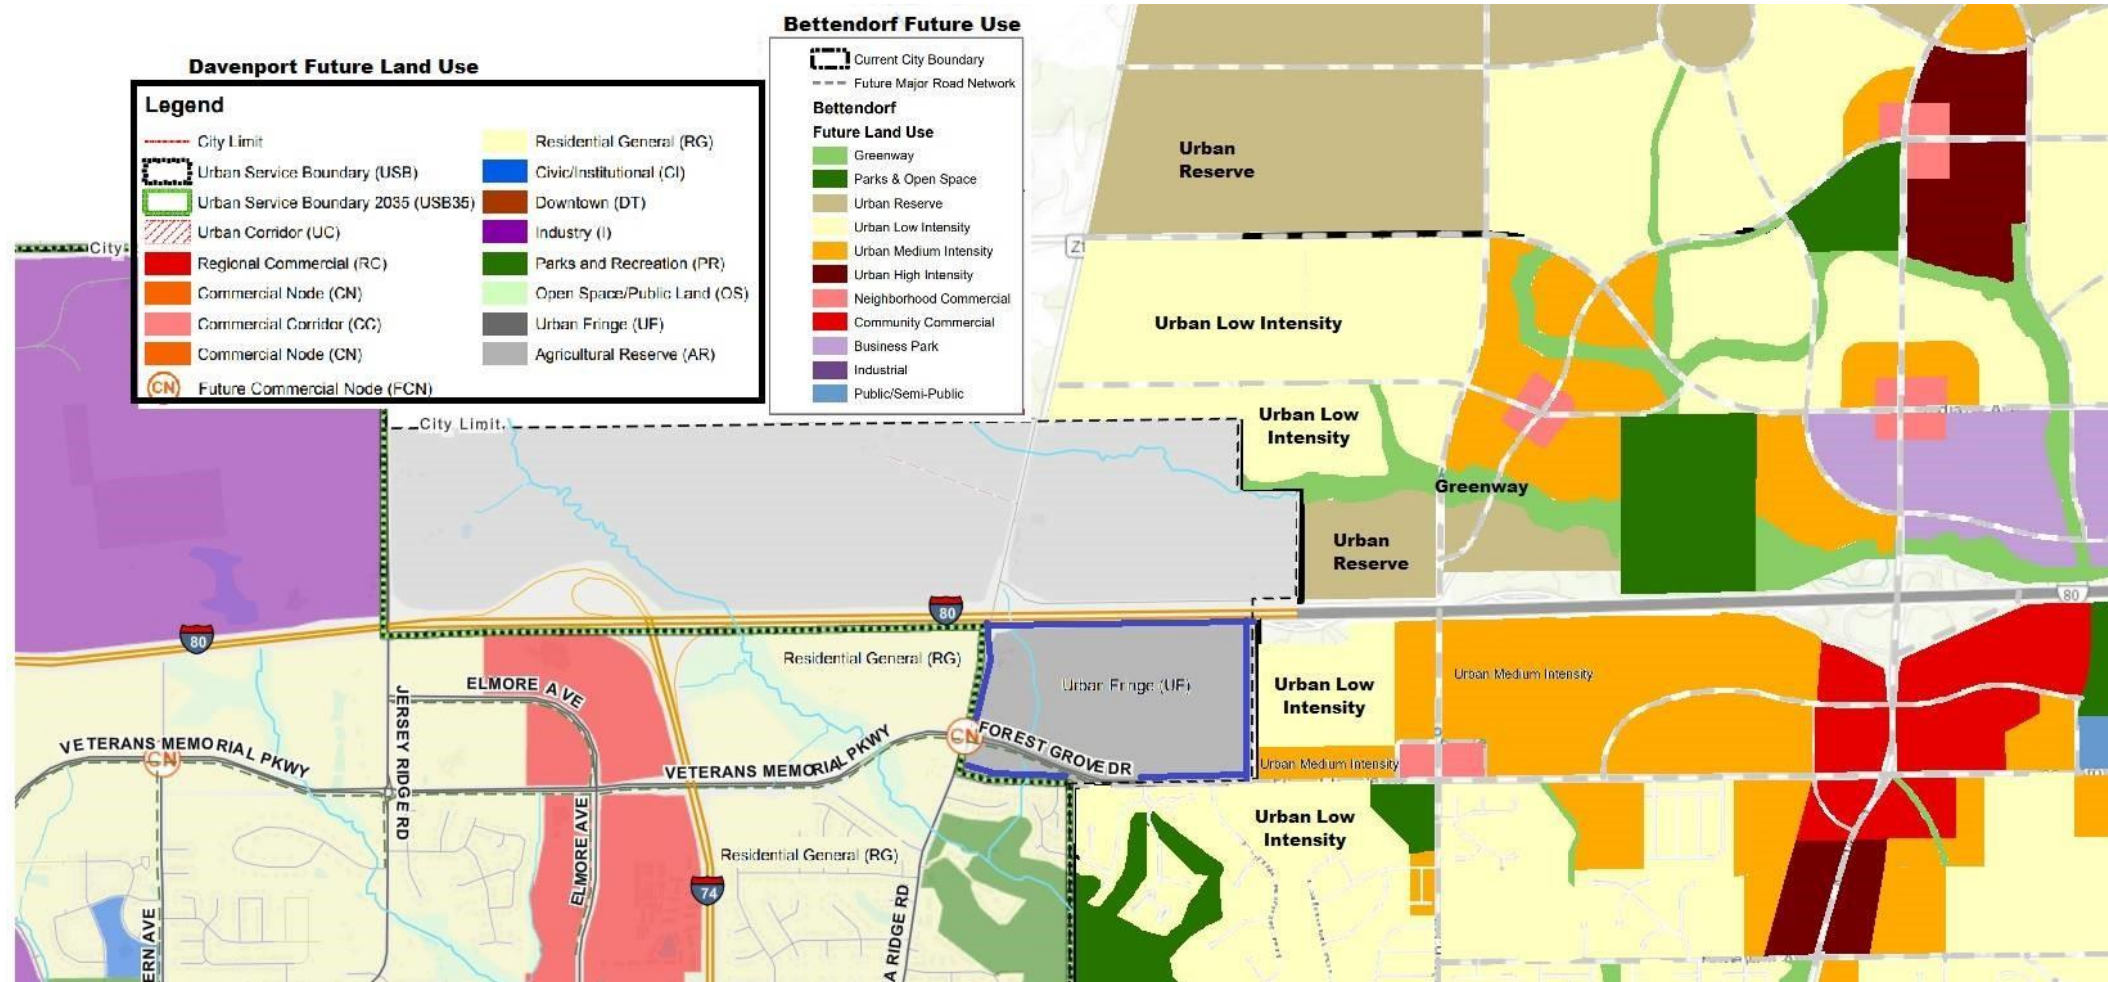 Davenport Future Land Use
Legend
City Limit
Urban Service Boundary (USB)
Urban Service Boundary 2035 (USB35)
Urban Corridor (UC)
Regional Commercial (RC)
Commercial Node (CN)
Commercial Corridor (CC)
Commercial Node (CN)
CN Future Commercial Node (FCN)
Residential General (RG)
Civic/Institutional (CI)
Downtown (DT)
Industry (I)
Parks and Recreation (PR)
Open Space/Public Land (OS)
Urban Fringe (UF)
Agricultural Reserve (AR)
Bettendorf Future Use
Current City Boundary
Future Major Road Network
Bettendorf
Future Land Use
Greenway
Parks & Open Space
Urban Reserve
Urban Low Intensity
Urban Medium Intensity
Urban High Intensity
Neighborhood Commercial
Community Commercial
Business Park
Industrial
Public/Semi-Public
Urban
Reserve
City
Urban Low Intensity
City Limit
Urban Low
Intensity
Greenway
Urban
Reserve
80
80
80
Residential General (RG)
Urban Fringe (UF)
Urban Low
Intensity
Urban Medium Intensity
ELMORE AVE
JERSEY RIDGE RD
VETERANS MEMORIAL PKWY
CN
VETERANS MEMORIAL PKWY
CN
FOREST GROVE DR
Urban Medium Intensity
ELMORE AVE
Residential General (RG)
74
Urban Low
Intensity
ERN AVE
A RIDGE RD